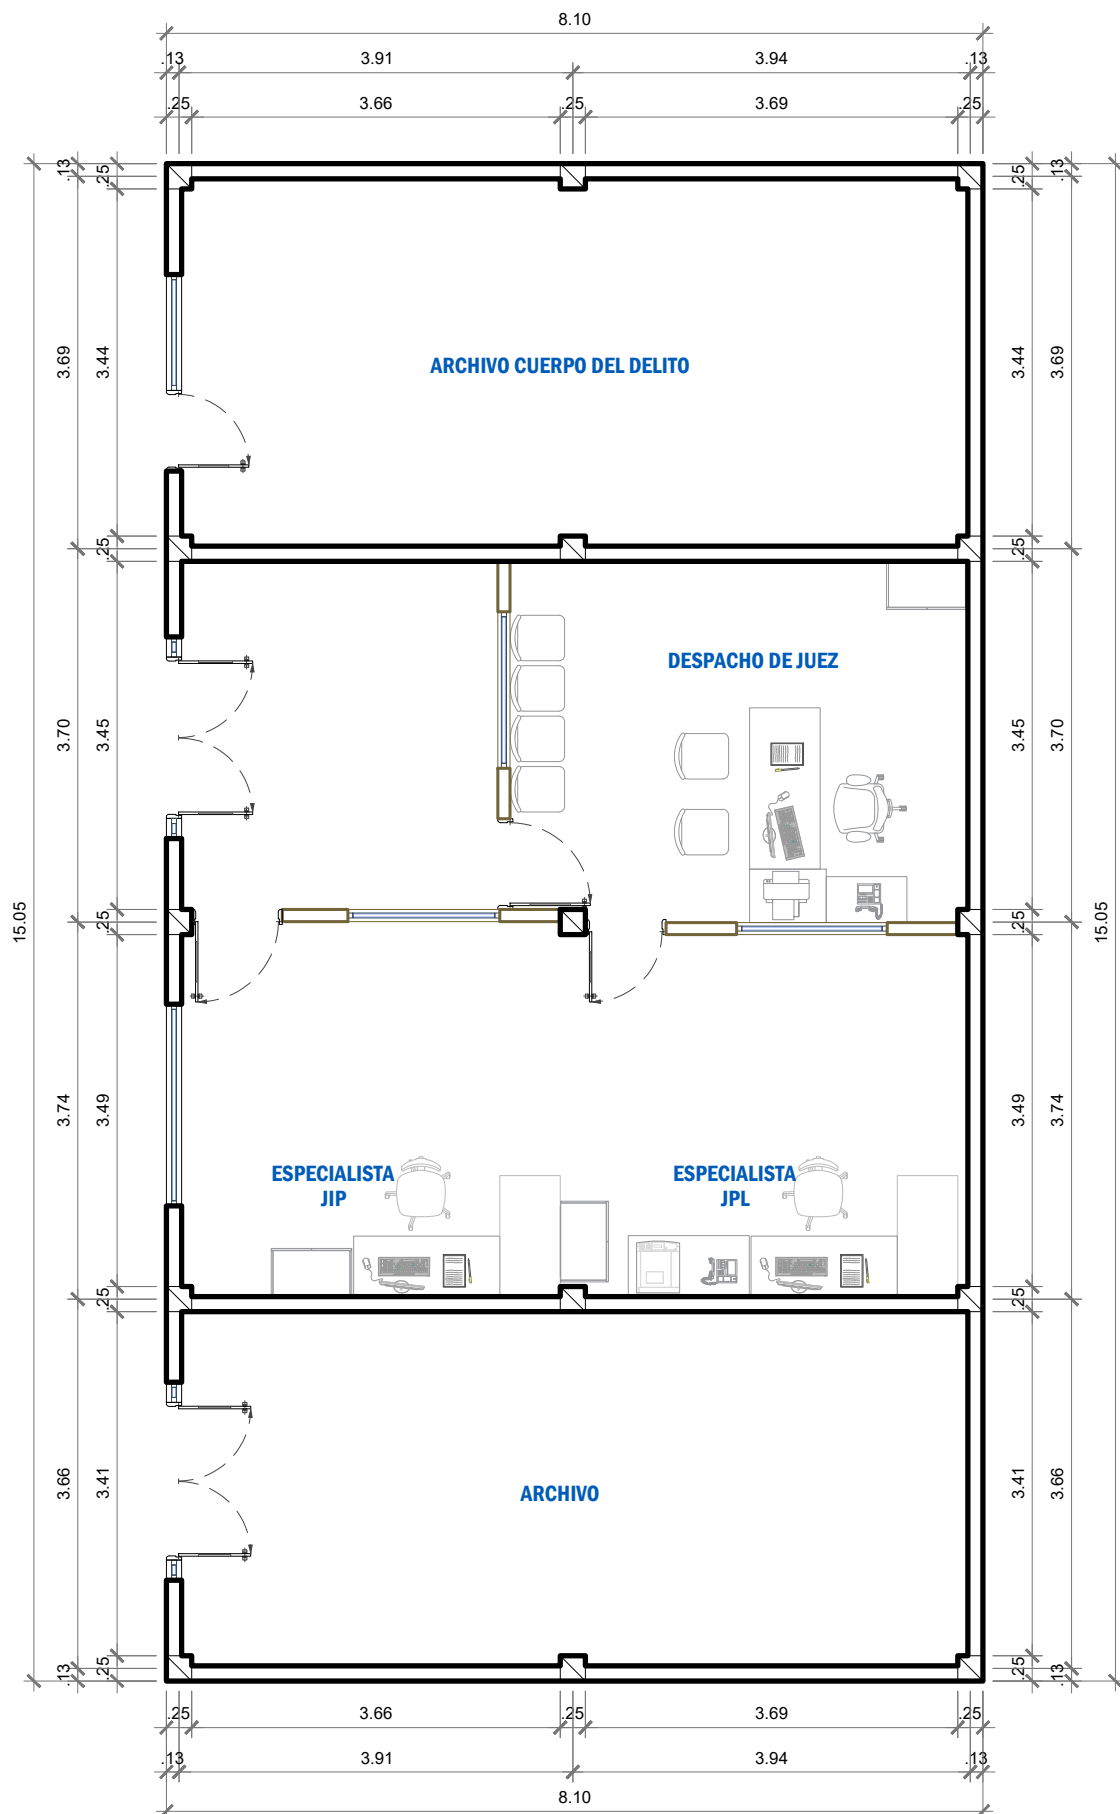 8.10
.13 3.91 3.94 .13
.25 3.66 .25 3.69 .25
.13 .25 .25 .13
3.69 3.44 ARCHIVO CUERPO DEL DELITO 3.44 3.69
.25 .25
DESPACHO DE JUEZ
3.70 3.45 3.45 3.70
15.05 .25 .25 15.05
3.74 3.49 3.49 3.74
ESPECIALISTA
JIP
ESPECIALISTA
JPL
.25 .25
3.66 3.41 ARCHIVO 3.41 3.66
.13 .25 .25 .13
.25 3.66 .25 3.69 .25
.13 3.91 3.94 .13
8.10